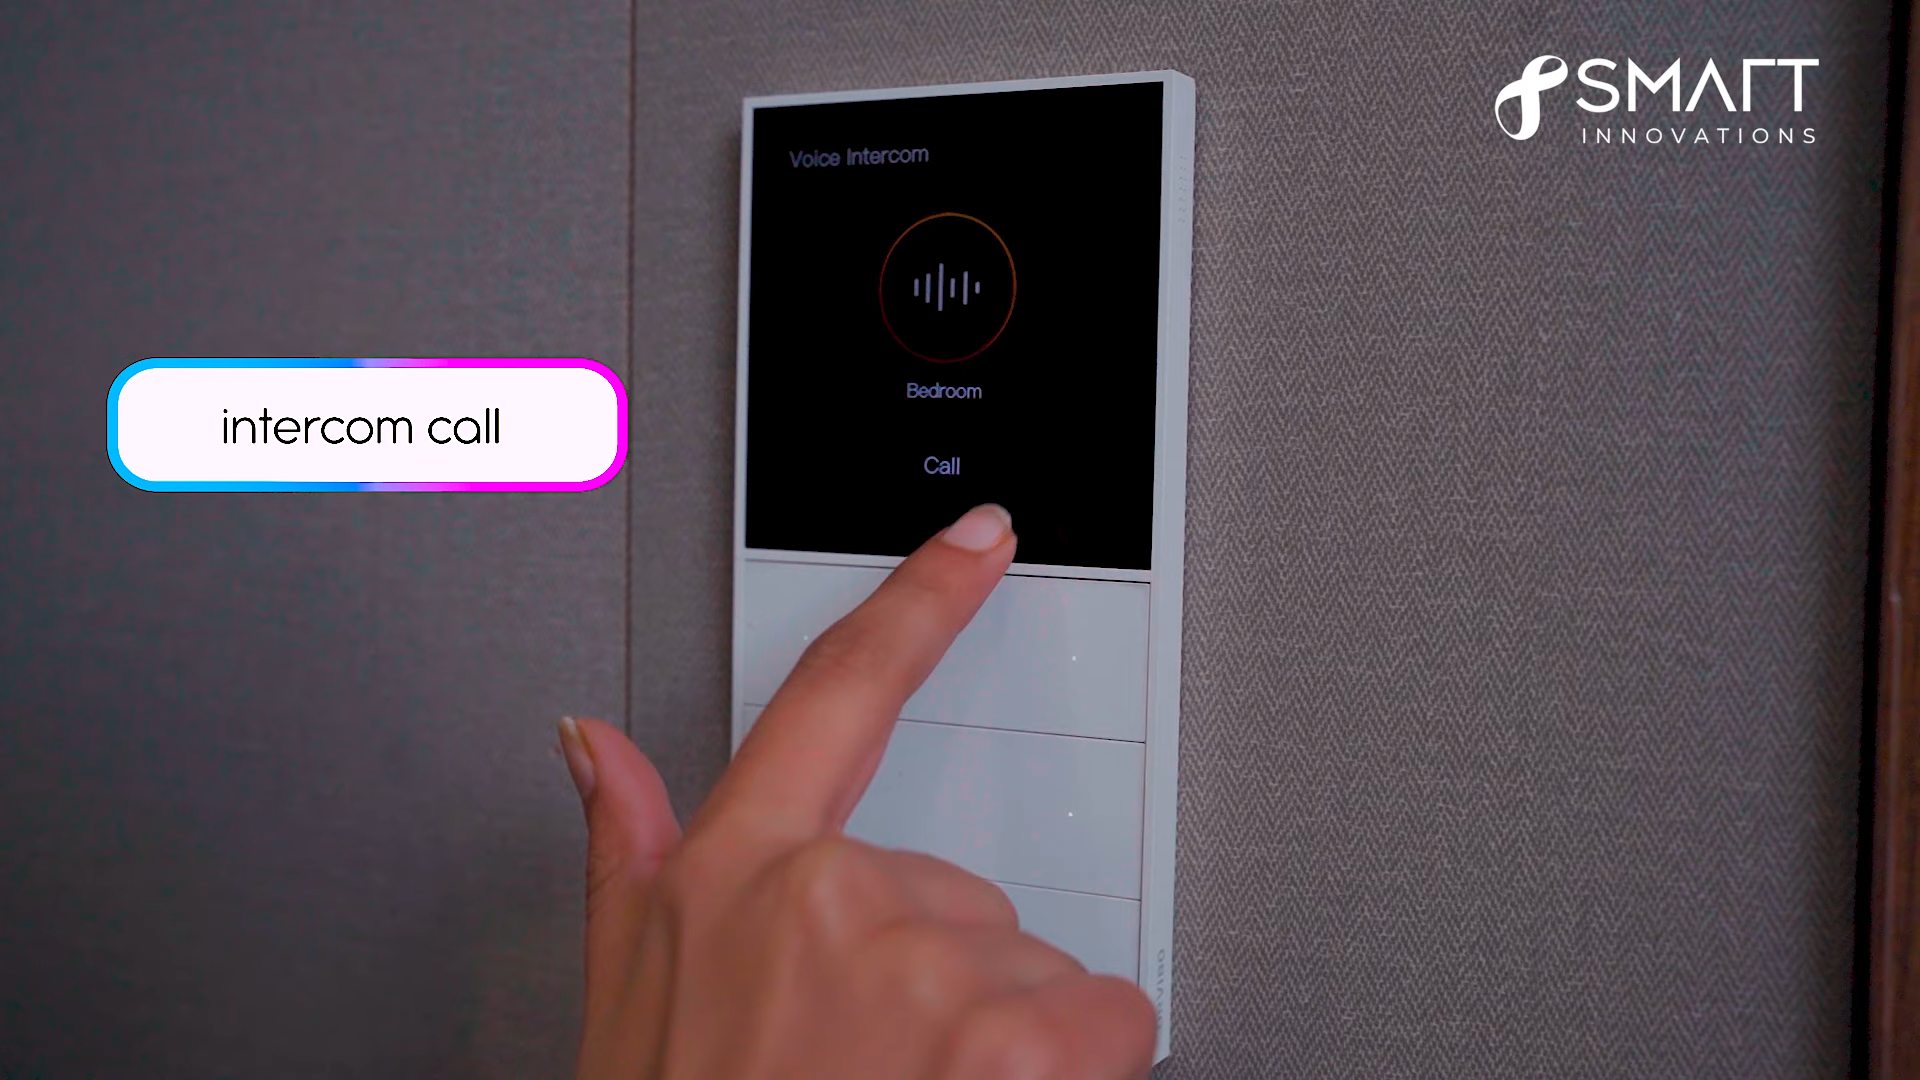 SMART
INNOVATIONS
Voice Intercom
Bedroom
Call
intercom call